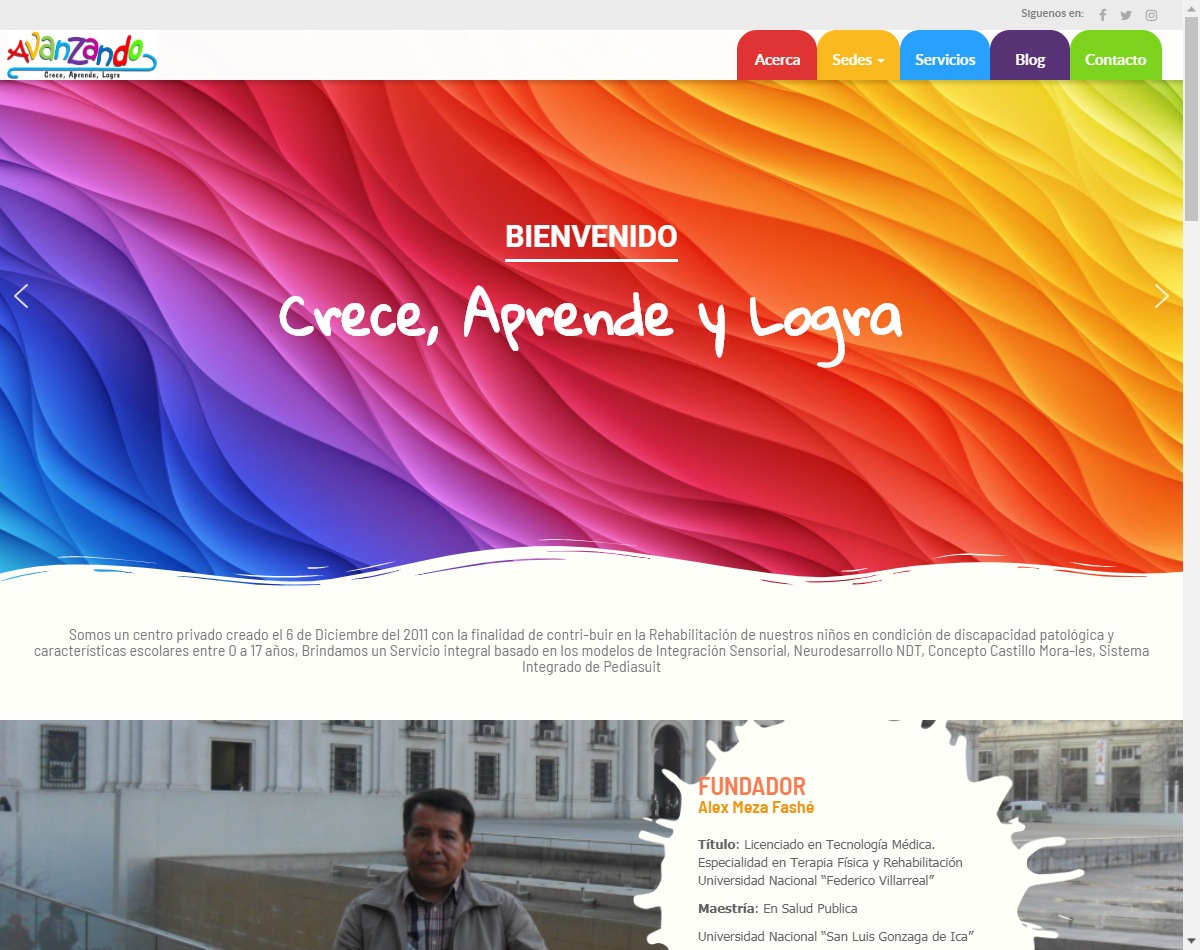 Siguenos en:
Avanzando
Crece, Aprende, Logra
Acerca
Sedes
Servicios
Blog
Contacto
BIENVENIDO
Crece, Aprende y Logra
Somos un centro privado creado el 6 de Diciembre del 2011 con la finalidad de contri-buir en la Rehabilitación de nuestros niños en condición de discapacidad patológica y
características escolares entre 0 a 17 años, Brindamos un Servicio integral basado en los modelos de Integración Sensorial, Neurodesarrollo NDT, Concepto Castillo Mora-les, Sistema
Integrado de Pediasuit
FUNDADOR
Alex Meza Fashé
Título: Licenciado en Tecnología Médica.
Especialidad en Terapia Física y Rehabilitación
Universidad Nacional “Federico Villarreal”
Maestría: En Salud Publica
Universidad Nacional “San Luis Gonzaga de Ica”